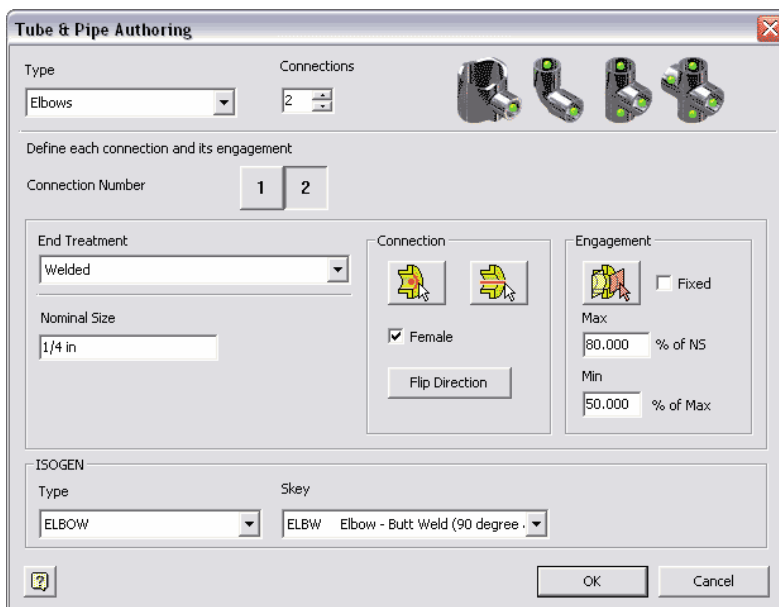 Tube & Pipe Authoring
Type
Connections
Elbows
2
Define each connection and its engagement
Connection Number
1
2
End Treatment
Welded
Nominal Size
1/4 in
Connection
Female
Flip Direction
Engagement
Fixed
Max
80.000 % of NS
Min
50.000 % of Max
ISOGEN
Type
Skey
ELBOW
ELBW Elbow - Butt Weld (90 degree
?
OK
Cancel